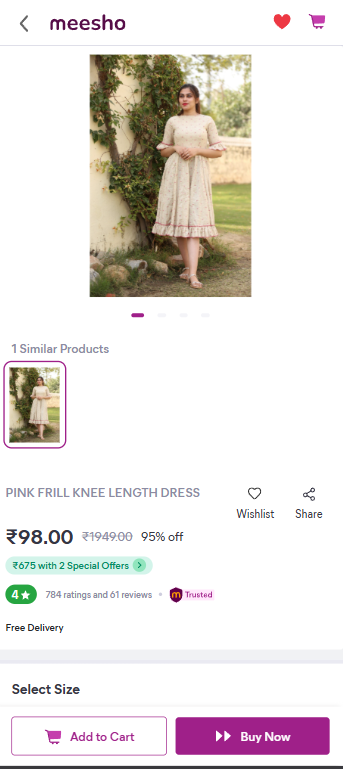 meesho
1 Similar Products
PINK FRILL KNEE LENGTH DRESS
Wishlist
Share
₹98.00 ₹1949.00 95% off
₹675 with 2 Special Offers
4★ 784 ratings and 61 reviews • m Trusted
Free Delivery
Select Size
Add to Cart
Buy Now